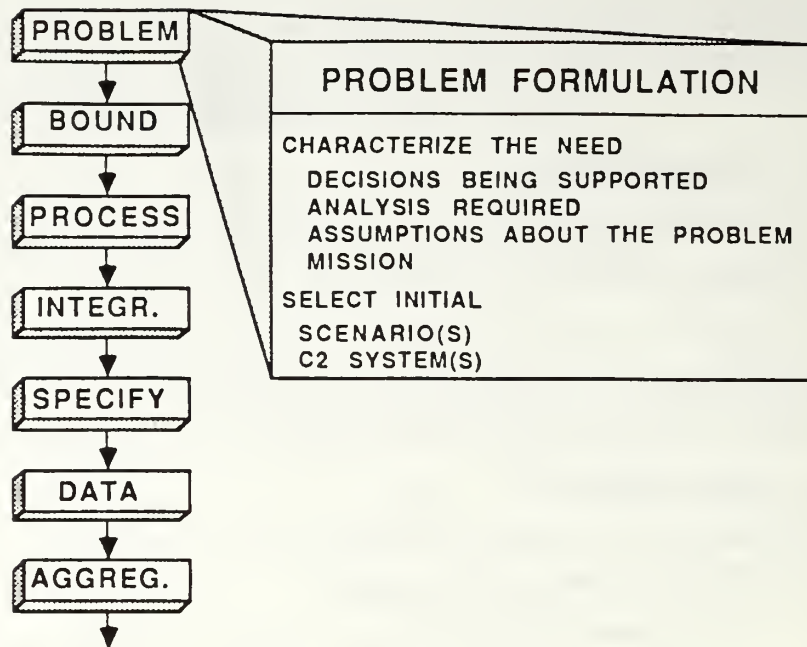 PROBLEM
BOUND
PROCESS
INTEGR.
SPECIFY
DATA
AGGREG.
PROBLEM FORMULATION
CHARACTERIZE THE NEED
DECISIONS BEING SUPPORTED
ANALYSIS REQUIRED
ASSUMPTIONS ABOUT THE PROBLEM
MISSION
SELECT INITIAL
SCENARIO(S)
C2 SYSTEM(S)